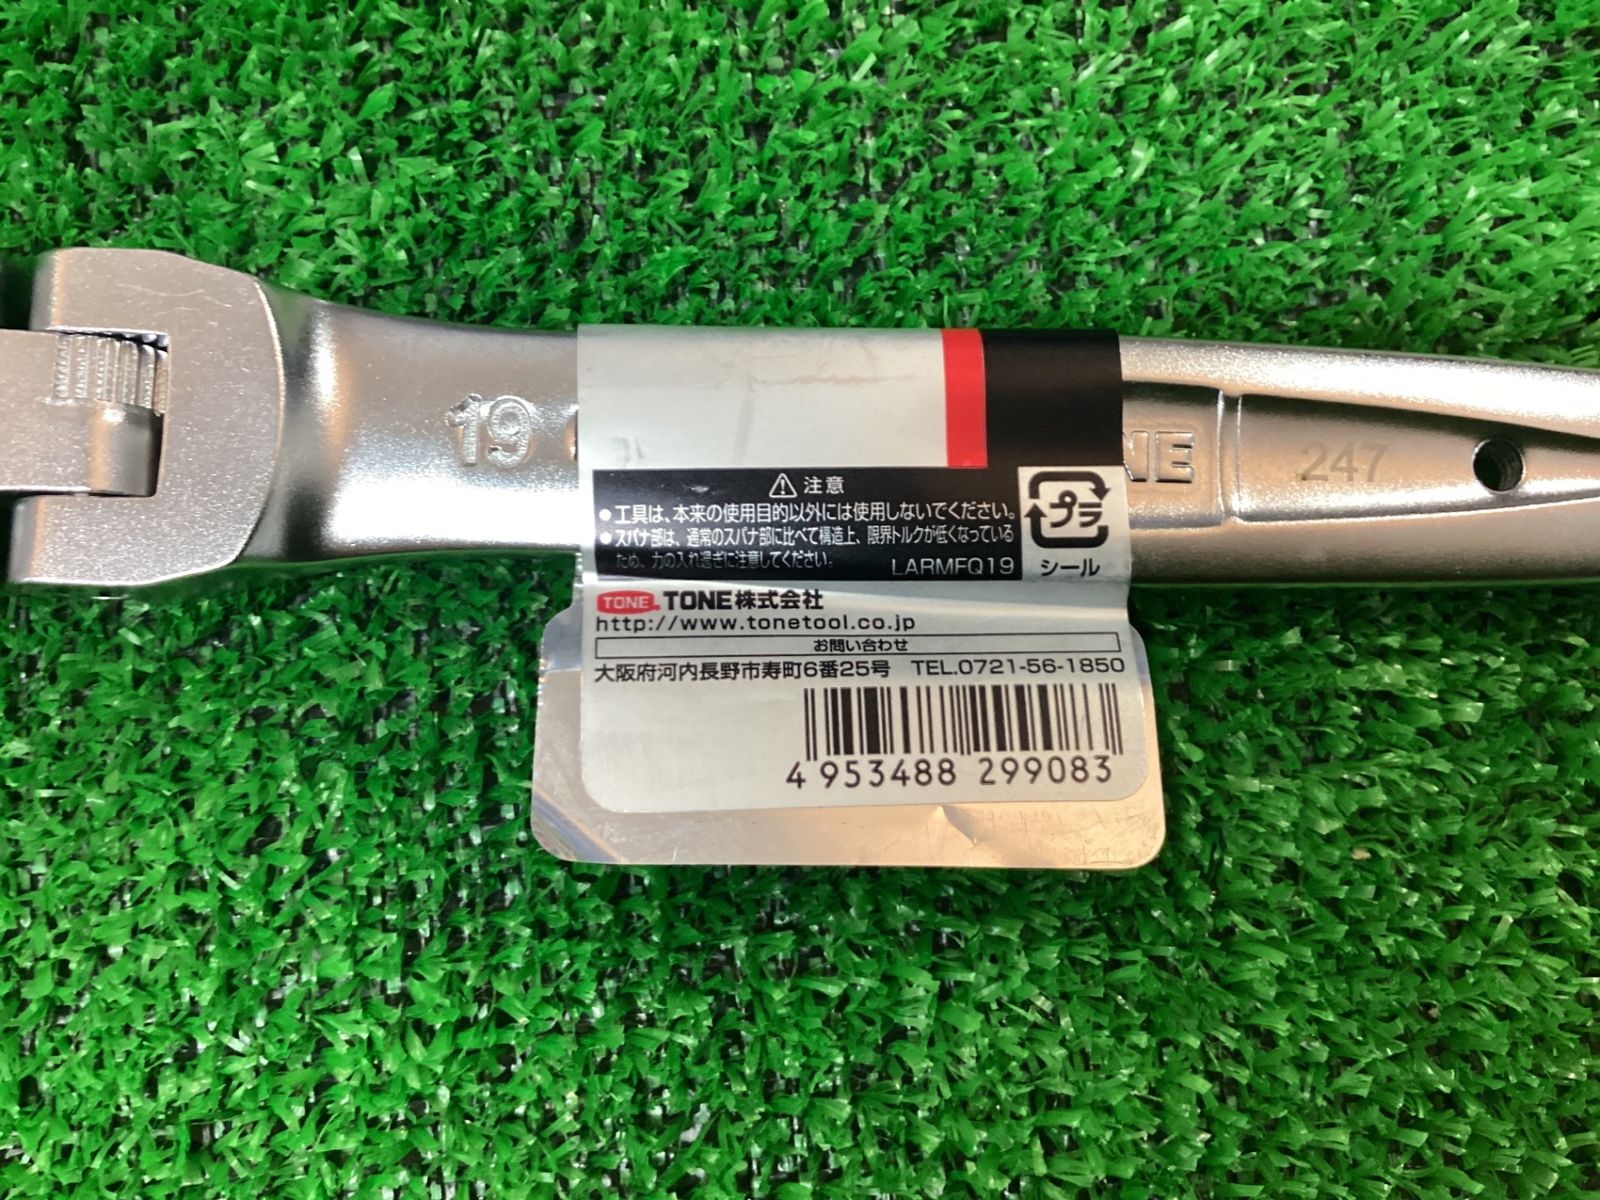 19
NE
247
注意
●工具は、本来の使用目的以外には使用しないでください。
●スパナ部は、通常のスパナ部に比べて構造上、限界トルクが低くなっている
ため、力の入れ過ぎに注意してください。
LARMFQ19
プラ
シール
TONE TONE株式会社
http://www.tonetool.co.jp
お問い合わせ
大阪府河内長野市寿町6番25号 TEL.0721-56-1850
4 953488 299083